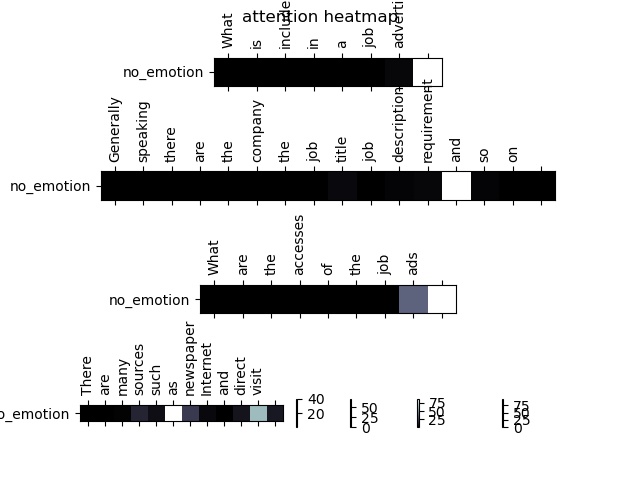 attention heatmap
What is include in a job adverti
no_emotion
Generally speaking there are the company the job title job description requirement and so on
no_emotion
What are the accesses of the job ads
no_emotion
There are many sources such as newspaper Internet and direct visit
no_emotion
40
20
50
25
0
75
50
25
75
50
25
0